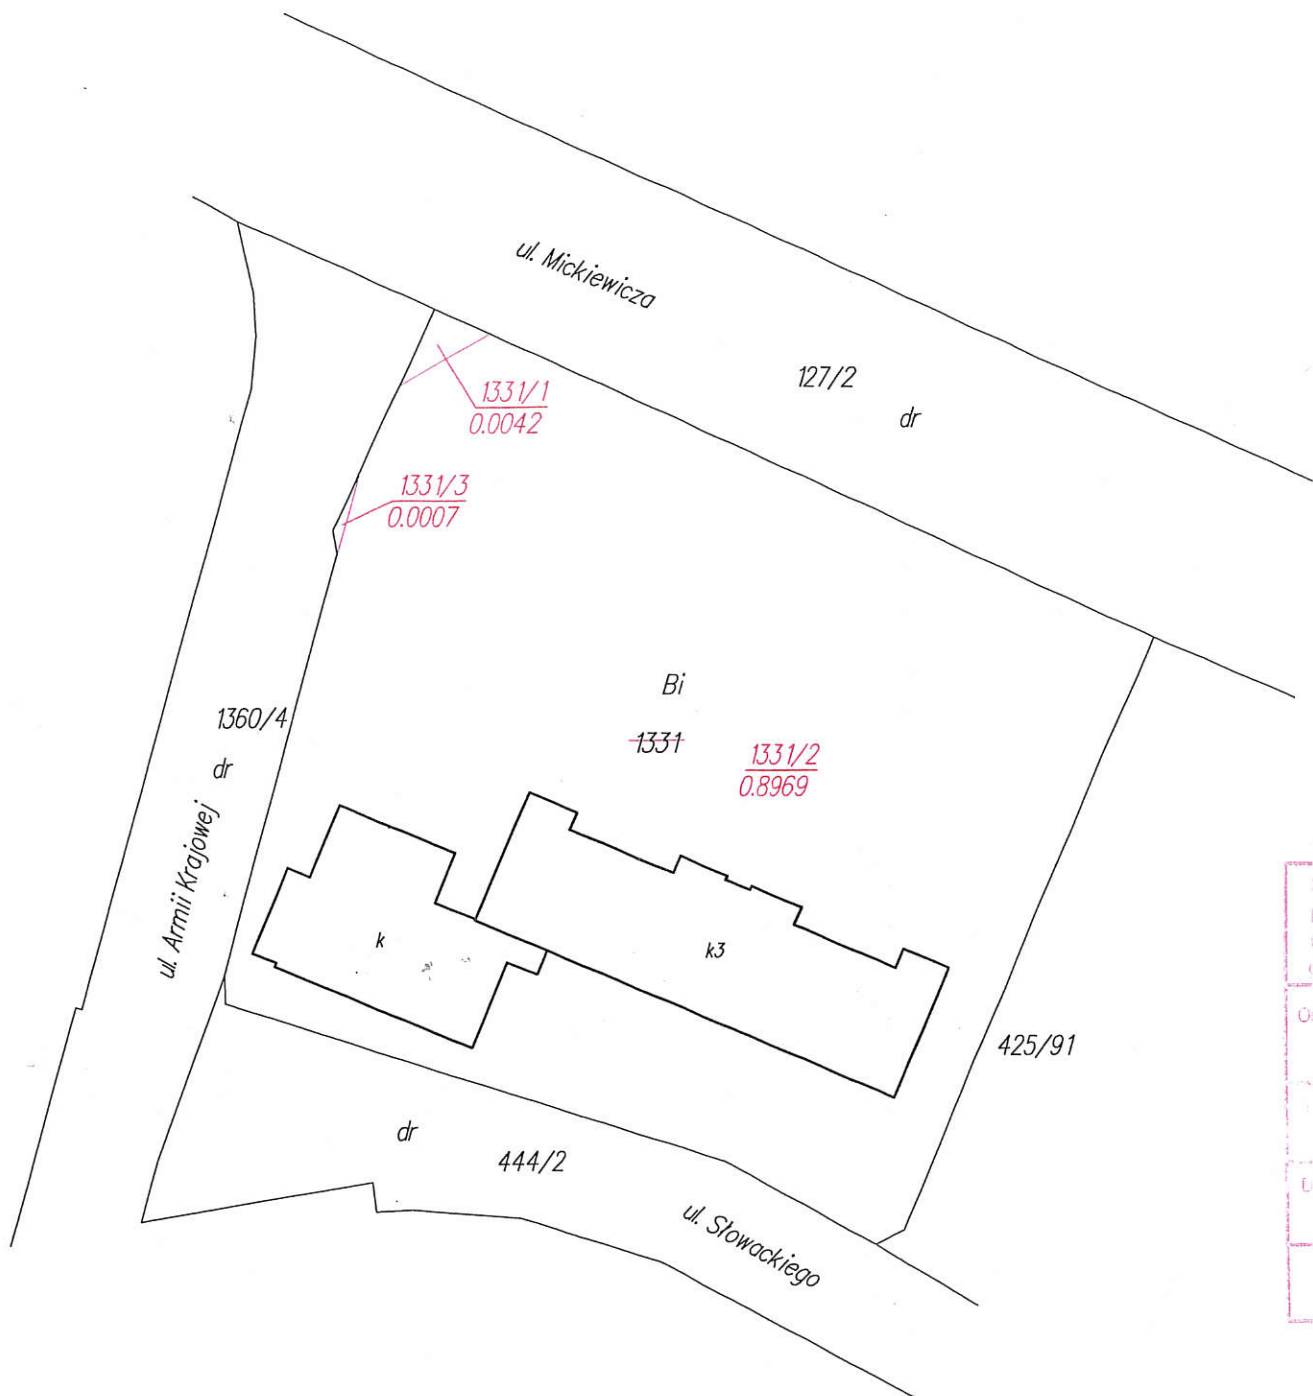 ul. Mickiewicza
127/2
dr
1331/1
0.0042
1331/3
0.0007
Bi
1331
1331/2
0.8969
1360/4
dr
ul. Armii Krajowej
k
k3
425/91
dr
444/2
ul. Słowackiego